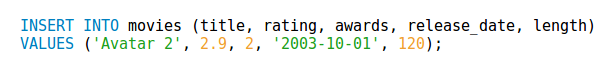 INSERT INTO movies (title, rating, awards, release_date, length)
VALUES ('Avatar 2', 2.9, 2, '2003-10-01', 120);